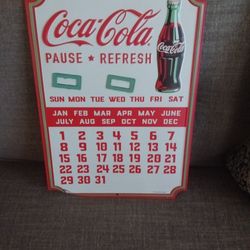 Coca-Cola
PAUSE ★ REFRESH
Coca-Cola
SUN MON TUE WED THU FRI SAT
JAN FEB MAR APR MAY JUNE
JULY AUG SEPT OCT NOV DEC
1 2 3 4 5 6 7
8 9 10 11 12 13 14
15 16 17 18 19 20 21
22 23 24 25 26 27 28
29 30 31